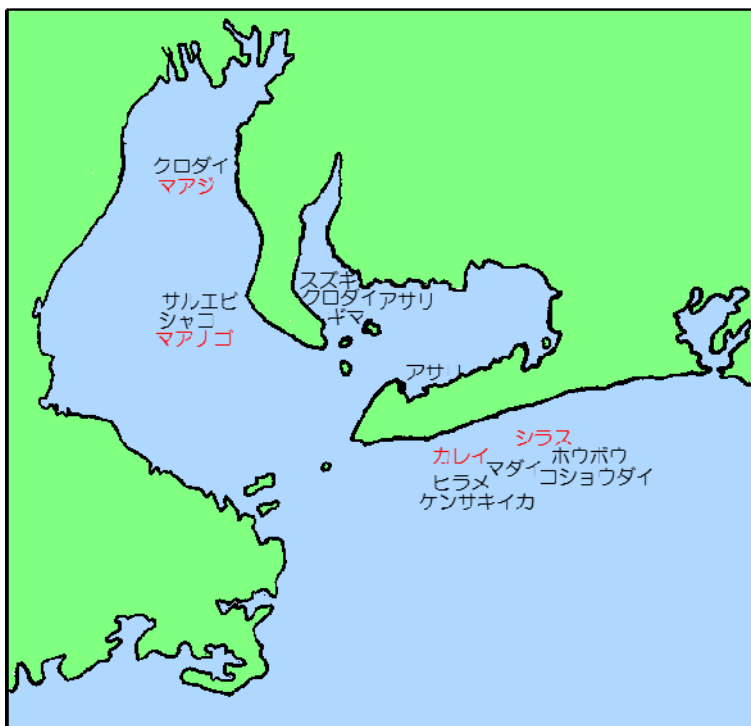 クロダイ
マアジ
スズキ
クロダイ アサリ
ギマ
サルエビ
シャコ
マアナゴ
アサリ
シラス
カレイ
ホウボウ
マダイ
コショウダイ
ヒラメ
ケンサキイカ